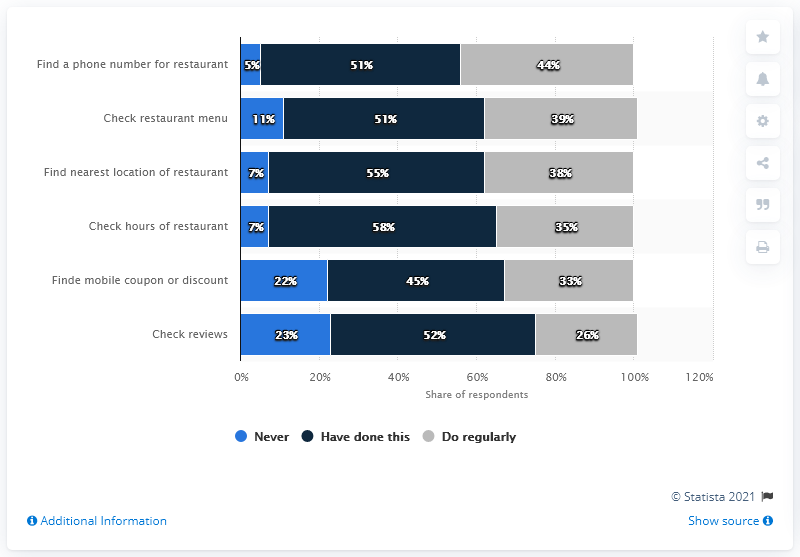 Find a phone number for restaurant 5% 51% 44%
Check restaurant menu 11% 51% 39%
Find nearest location of restaurant 7% 55% 38%
Check hours of restaurant 7% 58% 35%
Finde mobile coupon or discount 22% 45% 33%
Check reviews 23% 52% 26%
0% 20% 40% 60% 80% 100% 120%
Share of respondents
Never Have done this Do regularly
© Statista 2021
Additional Information Show source